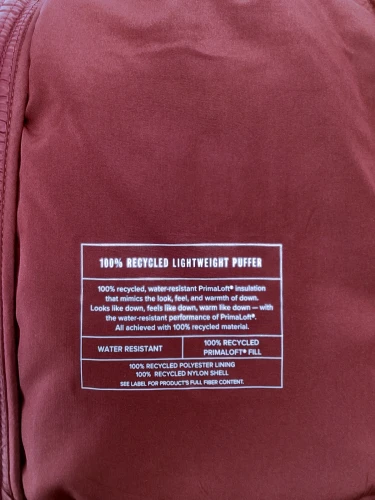 100% RECYCLED LIGHTWEIGHT PUFFER
100% recycled, water-resistant PrimaLoft® insulation
that mimics the look, feel, and warmth of down.
Looks like down, feels like down, warm like down — with
the water-resistant performance of PrimaLoft®.
All achieved with 100% recycled material.
WATER RESISTANT
100% RECYCLED
PRIMALOFT® FILL
100% RECYCLED POLYESTER LINING
100% RECYCLED NYLON SHELL
SEE LABEL FOR PRODUCT'S FULL FIBER CONTENT.